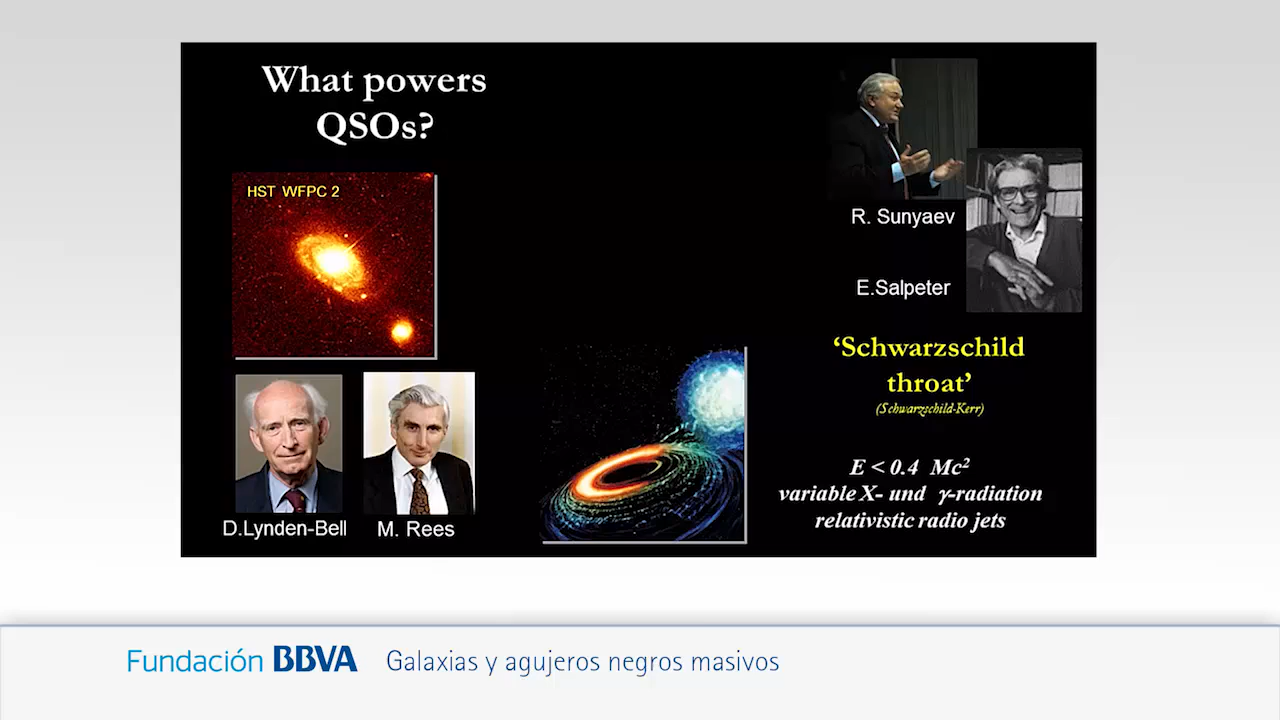 What powers
QSOs?
HST WFPC 2
R. Sunyaev
E.Salpeter
‘Schwarzschild
throat’
(Schwarzschild-Kerr)
E < 0.4 Mc²
variable X- und γ-radiation
relativistic radio jets
D.Lynden-Bell
M. Rees
Fundación BBVA
Galaxias y agujeros negros masivos